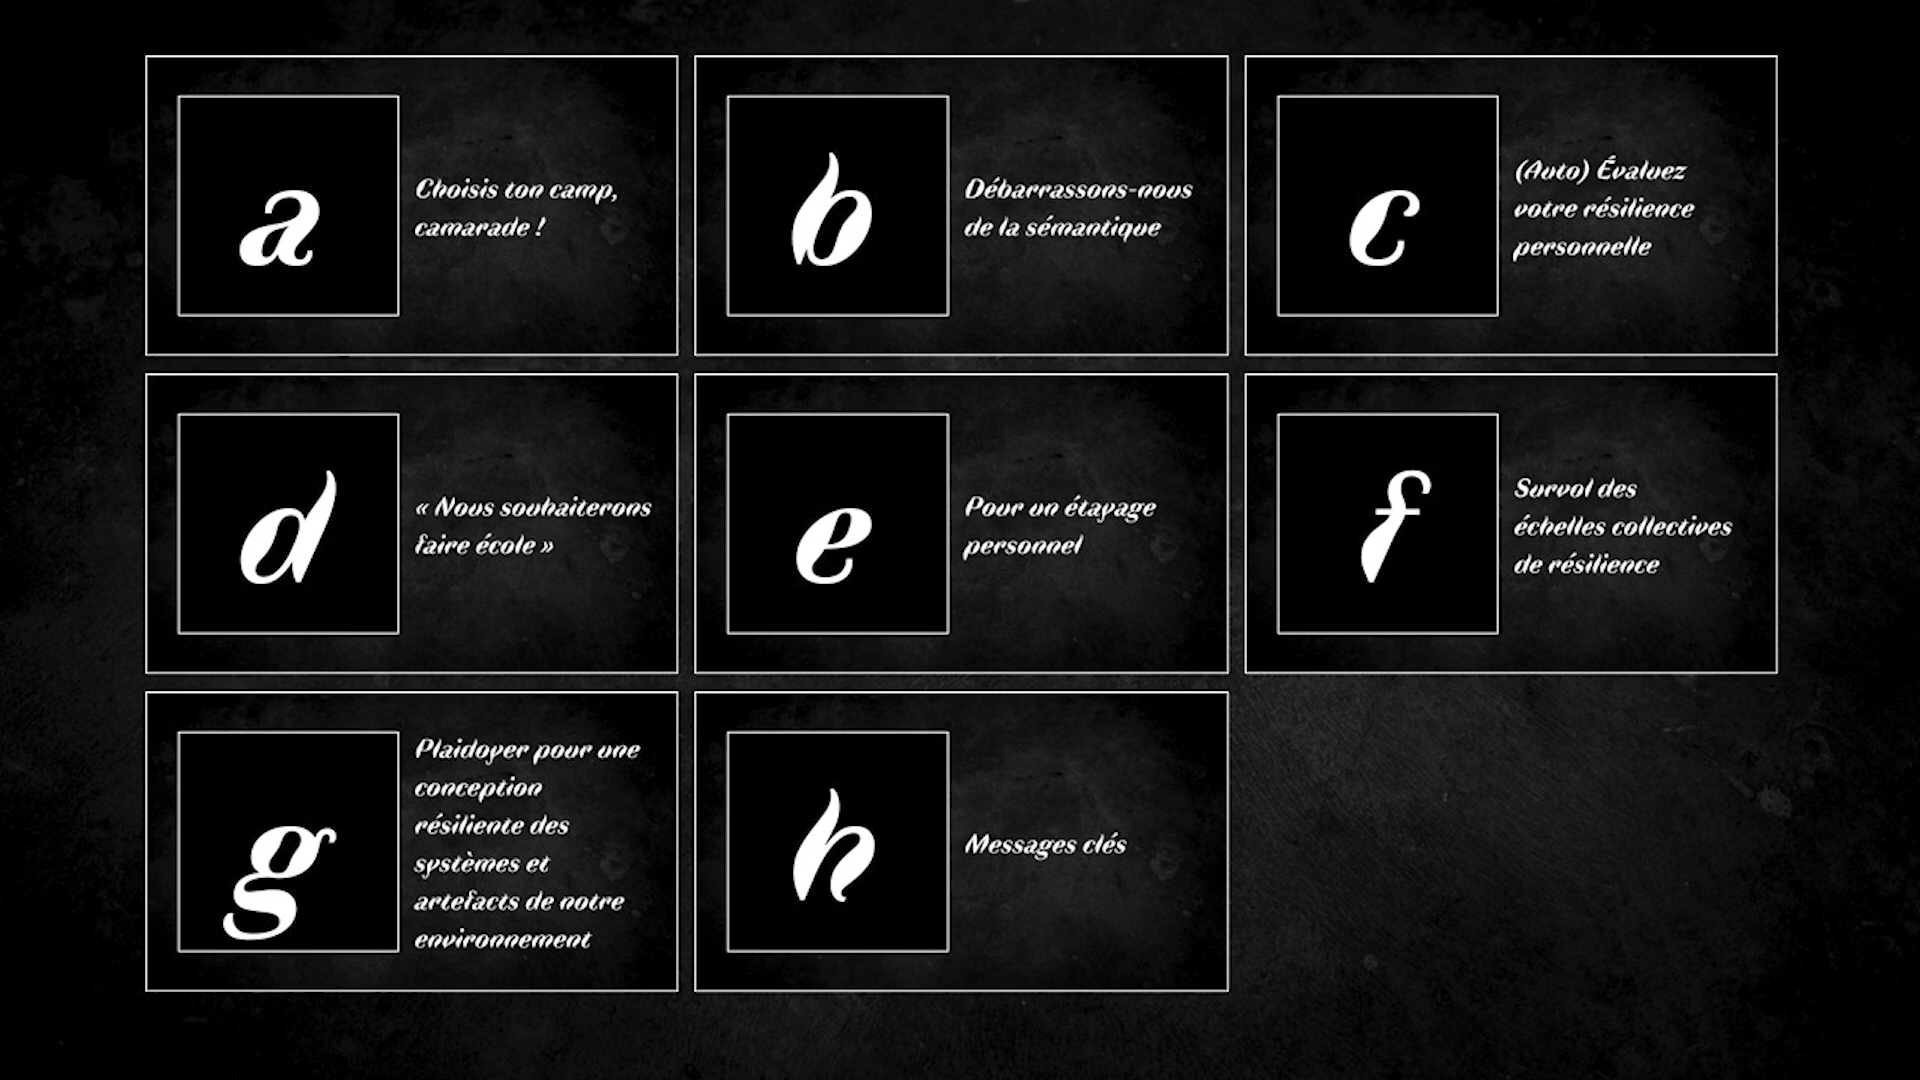 a
Choisis ton camp,
camarade !
b
Débarrassons-nous
de la sémantique
c
(Auto) Évaluez
votre résilience
personnelle
d
« Nous souhaiterons
faire école »
e
Pour un étayage
personnel
f
Survol des
échelles collectives
de résilience
g
Plaidoyer pour une
conception
résiliente des
systèmes et
artefacts de notre
environnement
h
Messages clés